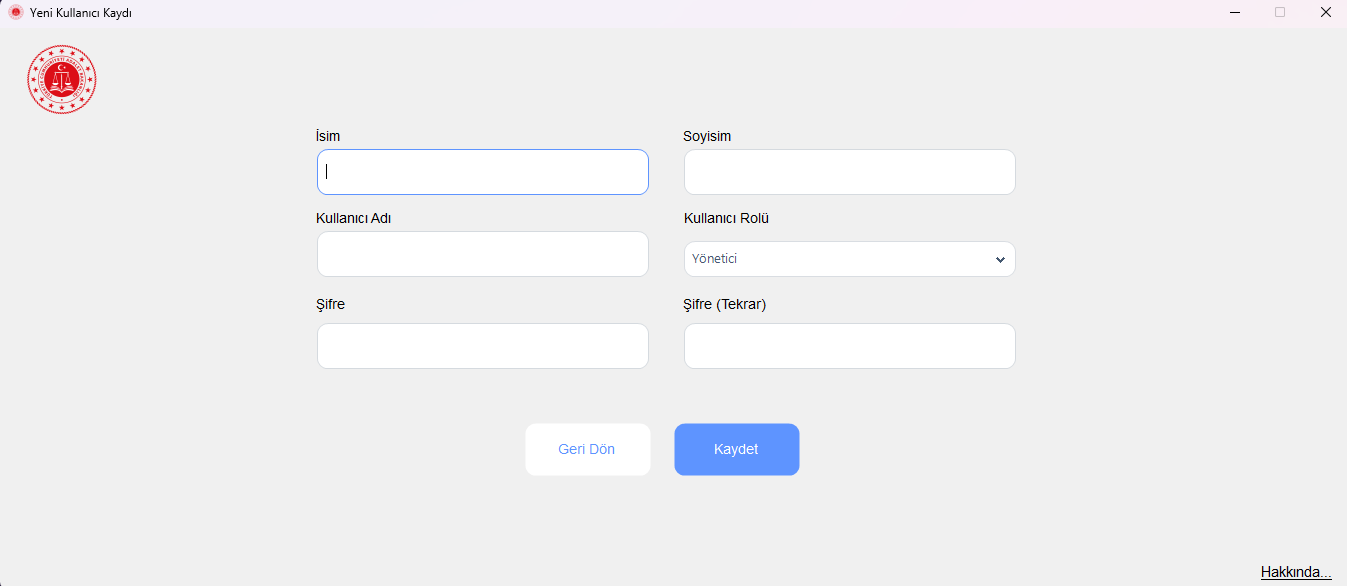 Yeni Kullanıcı Kaydı
İsim
Soyisim
Kullanıcı Adı
Kullanıcı Rolü
Yönetici
Şifre
Şifre (Tekrar)
Geri Dön
Kaydet
Hakkında...